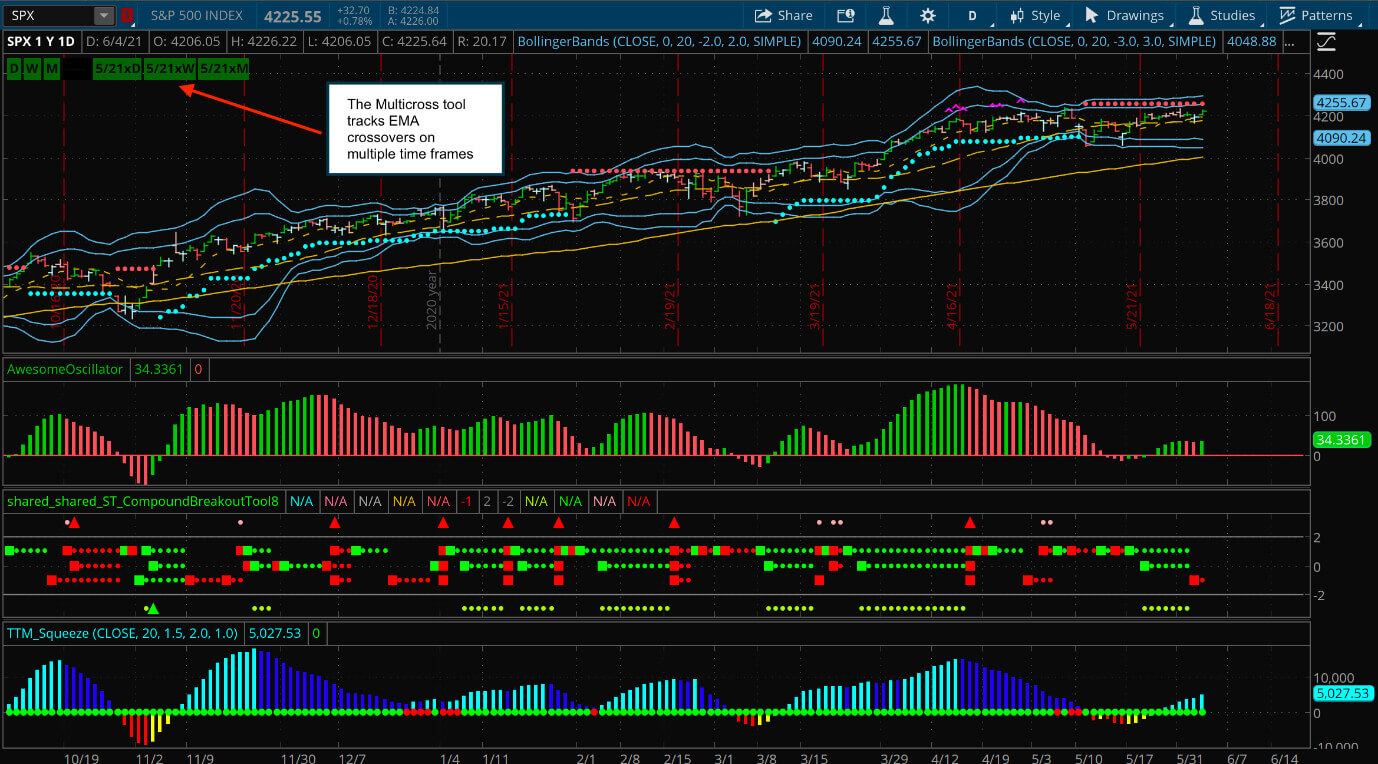 SPX S&P 500 INDEX 4225.55 +32.70 B: 4224.84 Share D Style Drawings Studies Patterns
+0.78% A: 4226.00
SPX 1 Y 1D D: 6/4/21 O: 4206.05 H: 4226.22 L: 4206.05 C: 4225.64 R: 20.17 BollingerBands (CLOSE, 0, 20, -2.0, 2.0, SIMPLE) 4090.24 4255.67 BollingerBands (CLOSE, 0, 20, -3.0, 3.0, SIMPLE) 4048.88 ...
D W M 5/21xD 5/21xW 5/21xM
The Multicross tool
tracks EMA
crossovers on
multiple time frames
4400
4255.67
4200
4090.24
4000
3800
3600
3400
3200
11/20/20
12/18/20
2020 year
1/15/21
2/19/21
3/19/21
4/16/21
5/21/21
6/18/21
AwesomeOscillator 34.3361 0
100
34.3361
0
shared_shared_ST_CompoundBreakoutTool8 N/A N/A N/A N/A N/A -1 2 -2 N/A N/A N/A N/A
2
0
-2
TTM_Squeeze (CLOSE, 20, 1.5, 2.0, 1.0) 5,027.53 0
10,000
5,027.53
0
-10,000
10/19 11/2 11/9 11/30 12/7 1/4 1/11 2/1 2/8 2/15 3/1 3/8 3/15 3/29 4/12 4/19 5/3 5/10 5/17 5/31 6/7 6/14